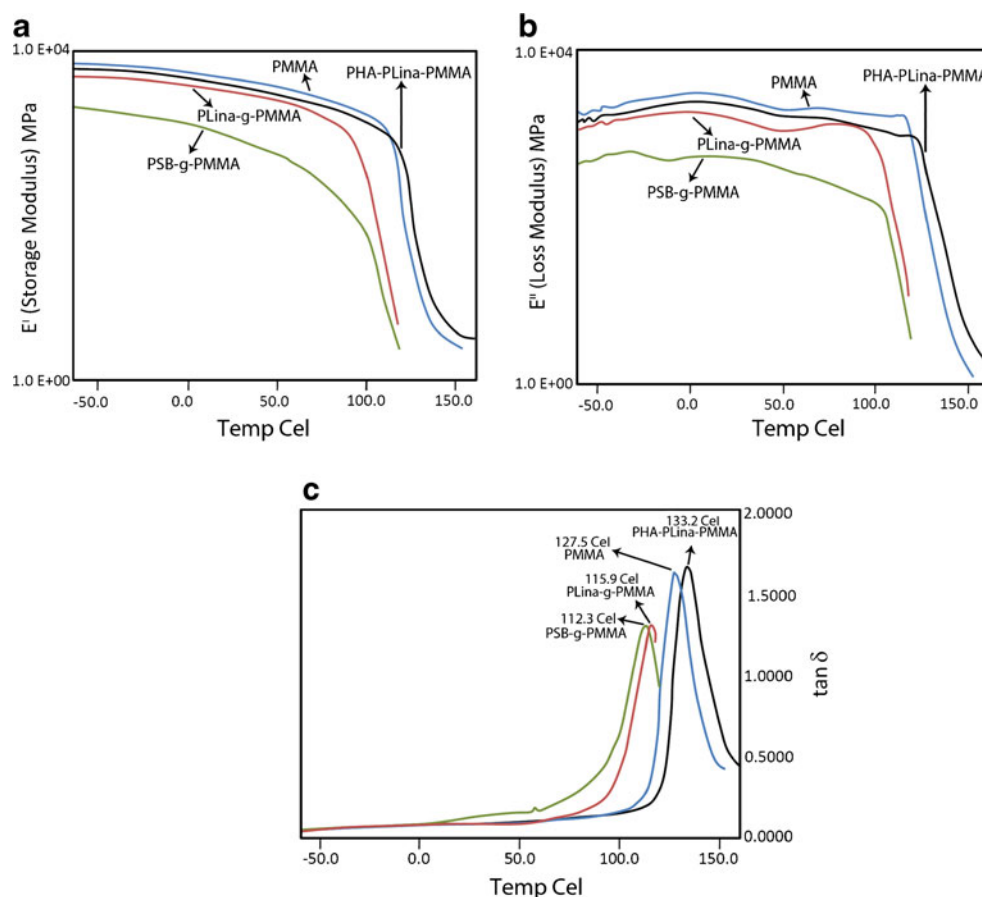 a
1.0 E+04
E' (Storage Modulus) MPa
1.0 E+00
PMMA
PHA-PLina-PMMA
PLina-g-PMMA
PSB-g-PMMA
-50.0 0.0 50.0 100.0 150.0
Temp Cel
b
1.0 E+04
E" (Loss Modulus) MPa
1.0 E+00
PMMA
PHA-PLina-PMMA
PLina-g-PMMA
PSB-g-PMMA
-50.0 0.0 50.0 100.0 150.0
Temp Cel
c
133.2 Cel
PHA-PLina-PMMA
127.5 Cel
PMMA
115.9 Cel
PLina-g-PMMA
112.3 Cel
PSB-g-PMMA
2.0000
1.5000
1.0000
0.5000
0.0000
tan δ
-50.0 0.0 50.0 100.0 150.0
Temp Cel